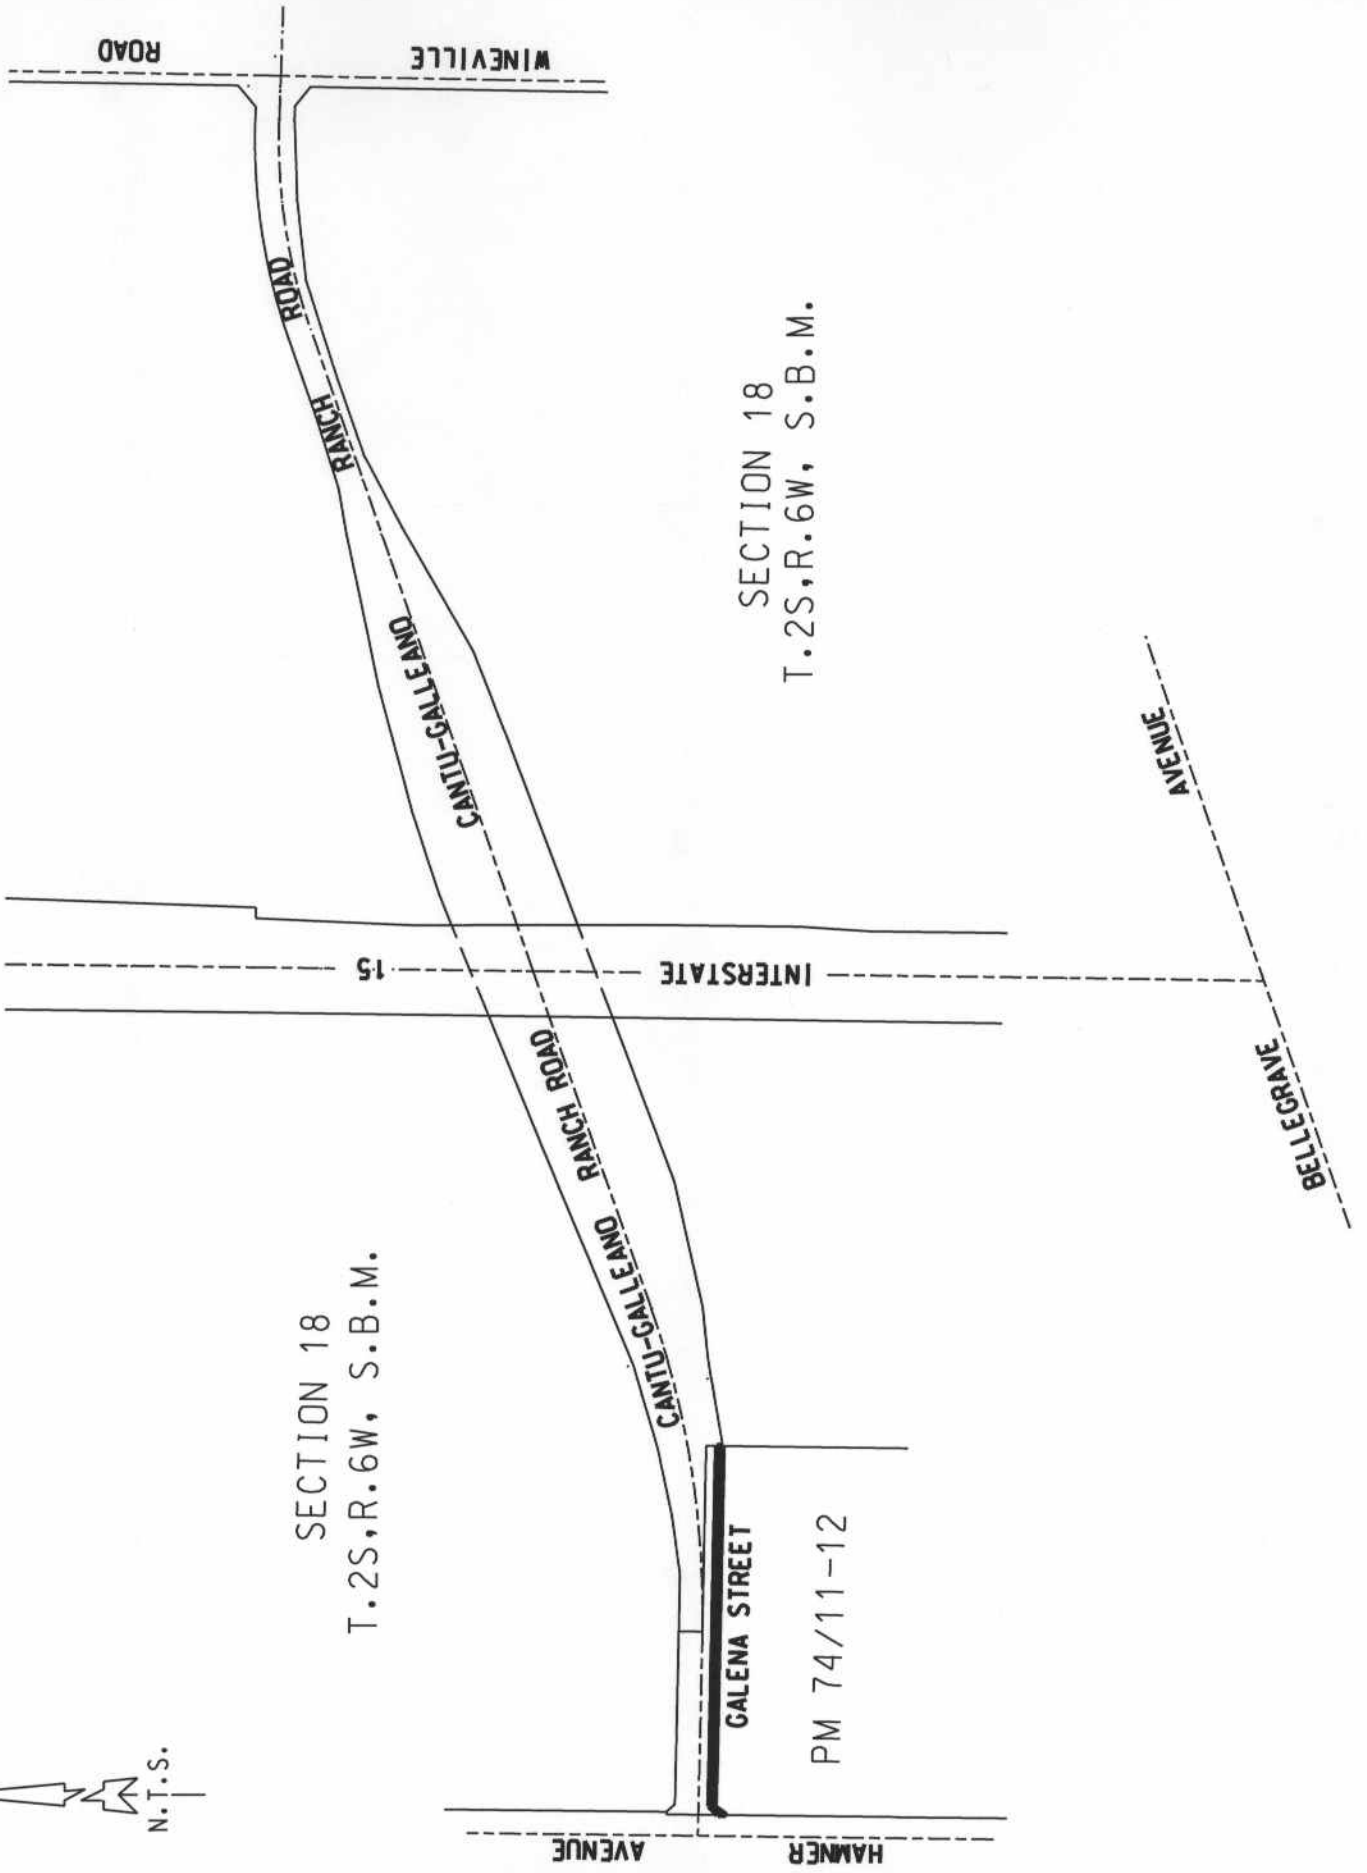 N.T.S.
SECTION 18
T.2S,R.6W, S.B.M.
WINEVILLE
ROAD
CANTU-GALLEANO RANCH ROAD
CANTU-GALLEANO RANCH ROAD
INTERSTATE
15
SECTION 18
T.2S,R.6W, S.B.M.
HAMNER
AVENUE
GALENA STREET
PM 74/11-12
BELLEGRAVE
AVENUE